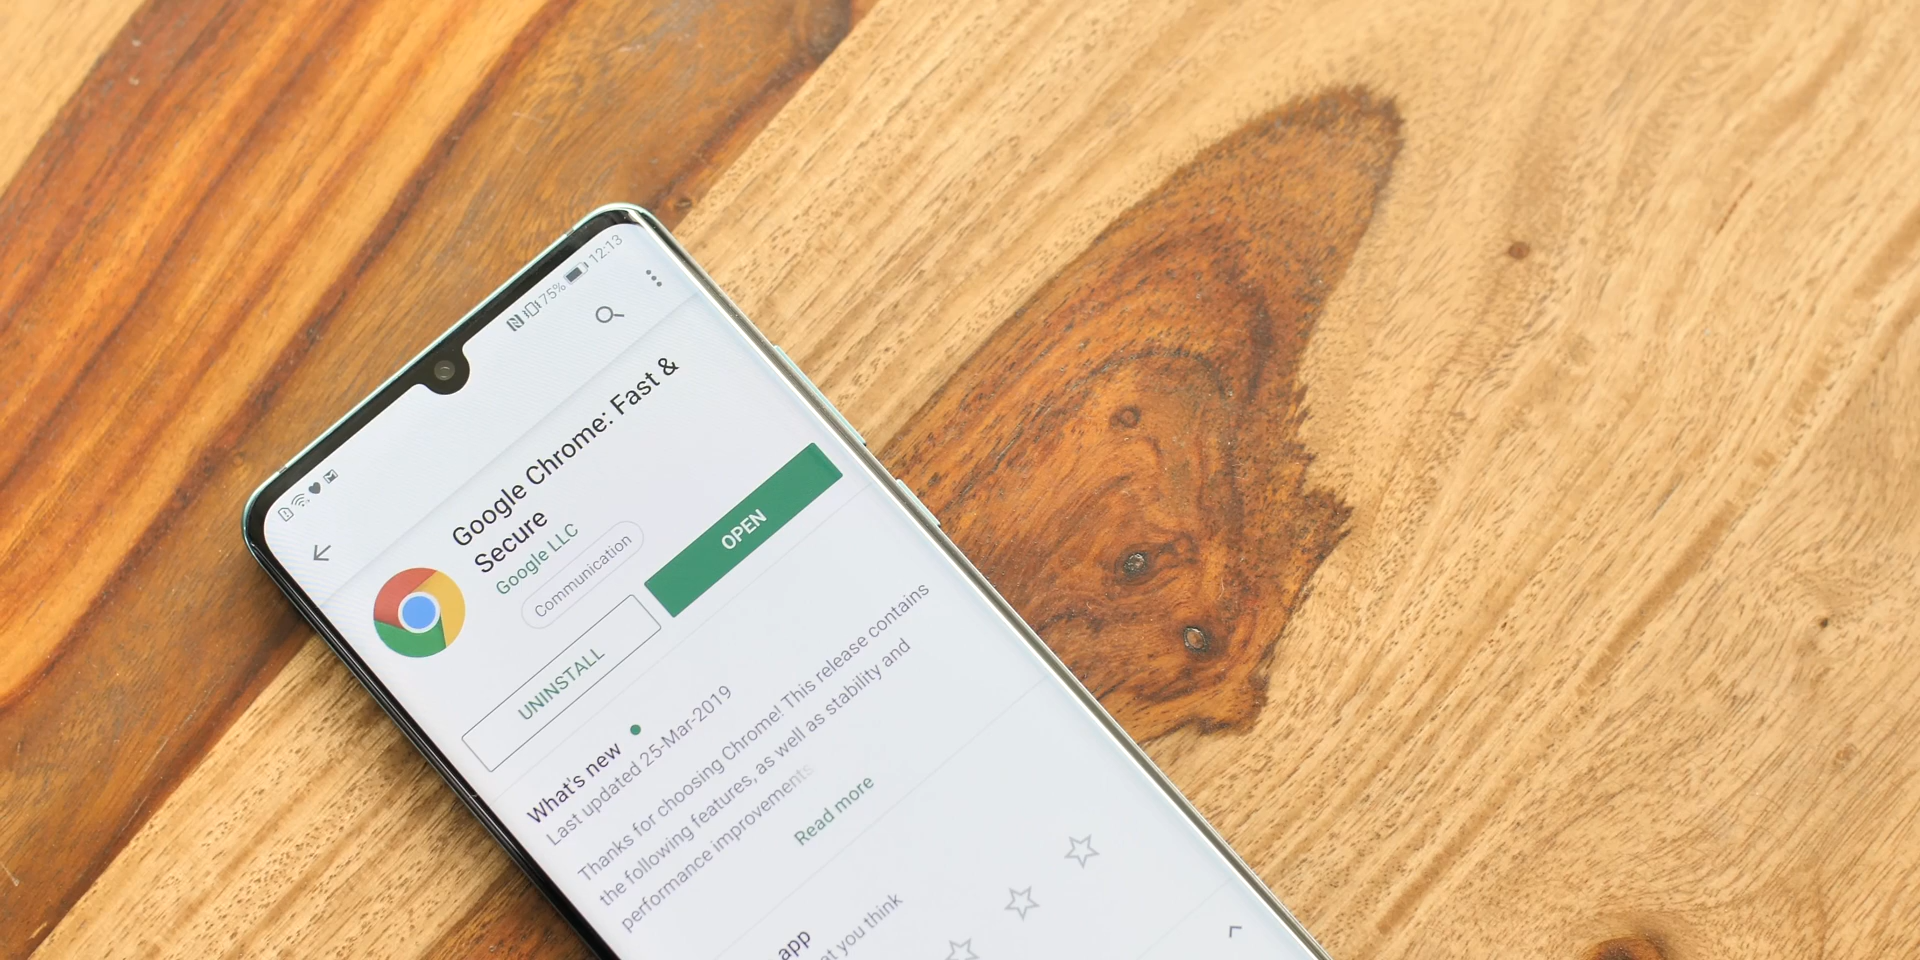 75% 12:13
Google Chrome: Fast &
Secure
Google LLC
Communication
UNINSTALL
OPEN
What's new
Last updated 25-Mar-2019
Thanks for choosing Chrome! This release contains
the following features, as well as stability and
performance improvements
Read more
app
at you think